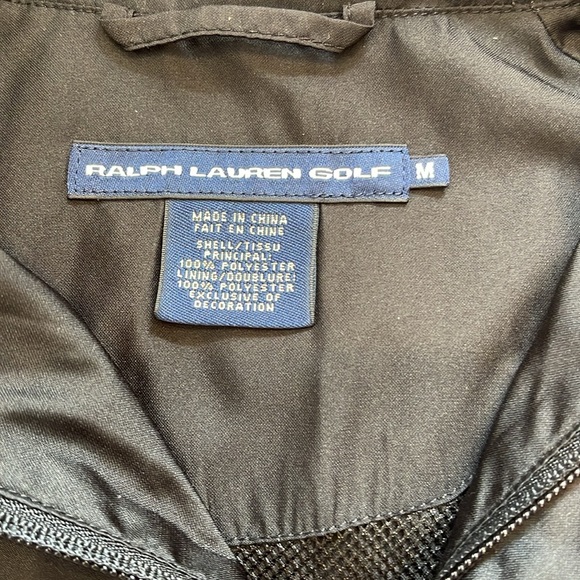 RALPH LAUREN GOLF M
MADE IN CHINA
FAIT EN CHINE
SHELL/TISSU
PRINCIPAL:
100% POLYESTER
LINING/DOUBLURE:
100% POLYESTER
EXCLUSIVE OF
DECORATION